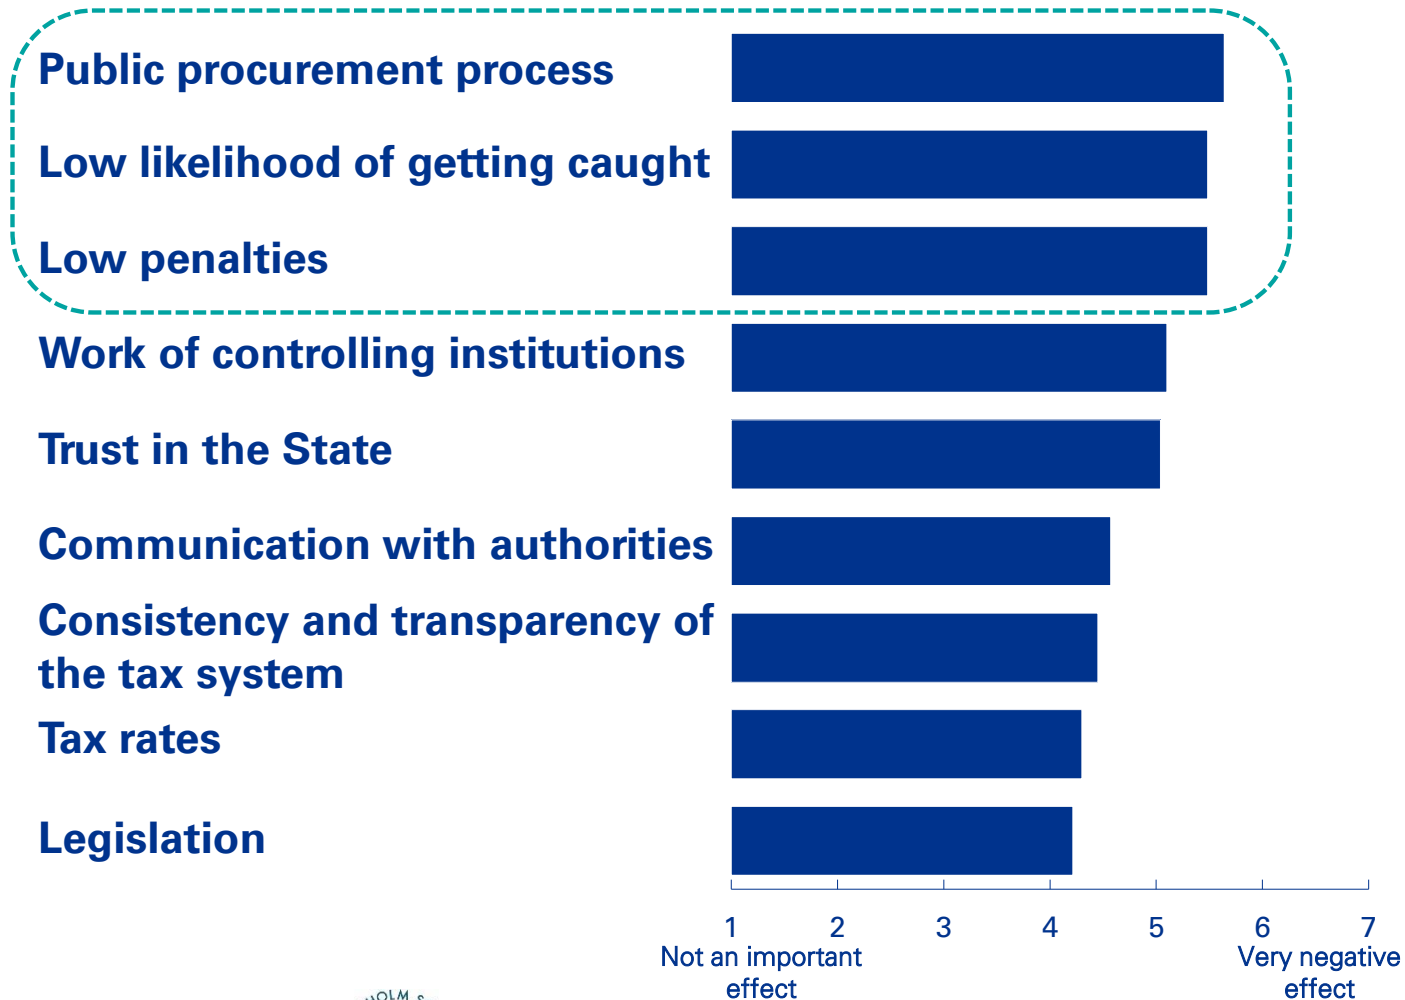 Public procurement process
Low likelihood of getting caught
Low penalties
Work of controlling institutions
Trust in the State
Communication with authorities
Consistency and transparency of
the tax system
Tax rates
Legislation
1 2 3 4 5 6 7
Not an important Very negative
effect effect